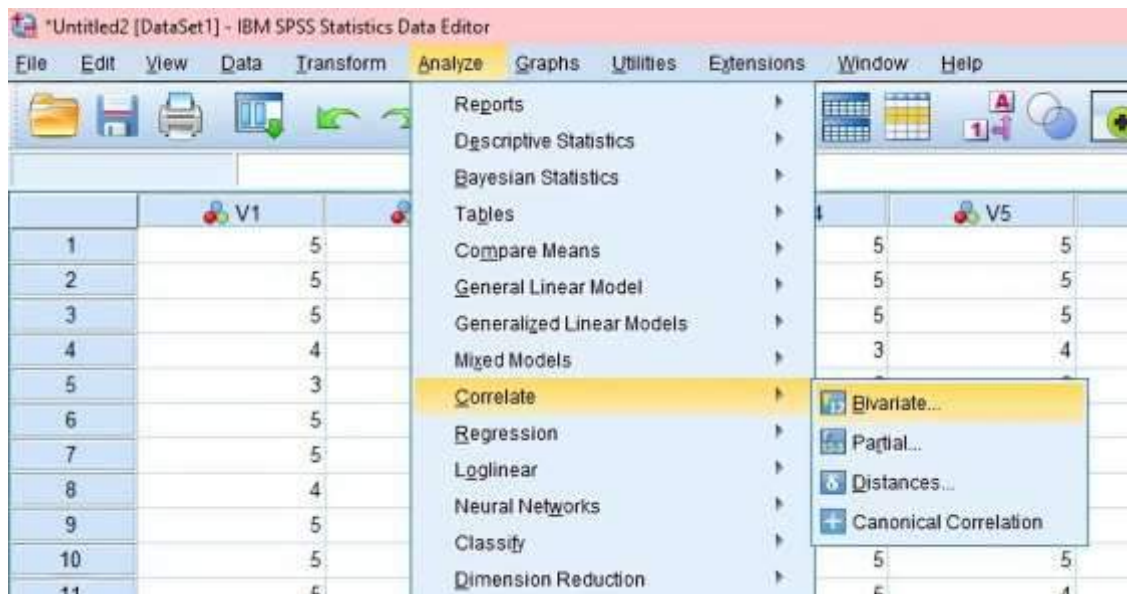 *Untitled2 [DataSet1] - IBM SPSS Statistics Data Editor
File Edit View Data Transform Analyze Graphs Utilities Extensions Window Help
Reports
Descriptive Statistics
Bayesian Statistics
Tables
Compare Means
General Linear Model
Generalized Linear Models
Mixed Models
Correlate
Regression
Loglinear
Neural Networks
Classify
Dimension Reduction
Bivariate...
Partial...
Distances...
Canonical Correlation
V1 V5
1 5 5 5
2 5 5 5
3 5 5 5
4 4 3 4
5 3
6 5
7 5
8 4
9 5
10 5 5 5